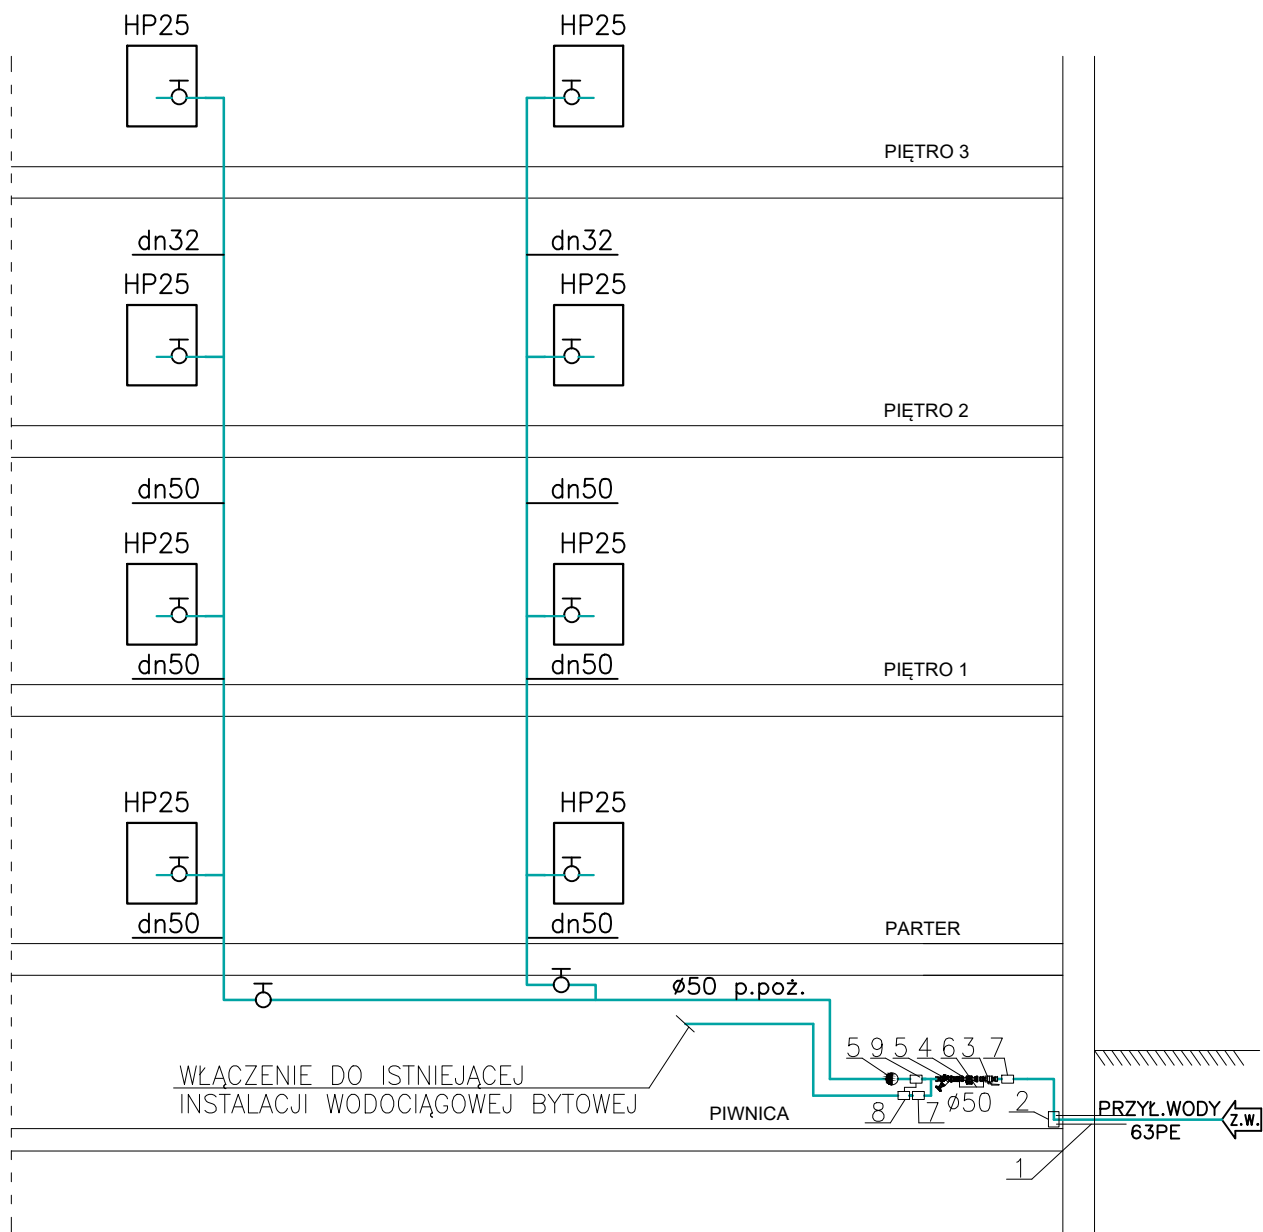 HP25 HP25
PIĘTRO 3
dn32 dn32
HP25 HP25
PIĘTRO 2
dn50 dn50
HP25 HP25
dn50 dn50
PIĘTRO 1
HP25 HP25
dn50 dn50
PARTER
ø50 p.poż.
5 9 5 4 6 3 7
WŁĄCZENIE DO ISTNIEJĄCEJ
INSTALACJI WODOCIĄGOWEJ BYTOWEJ
PIWNICA
8 7 ø50 2
PRZYŁ.WODY
63PE
Z.W.
1